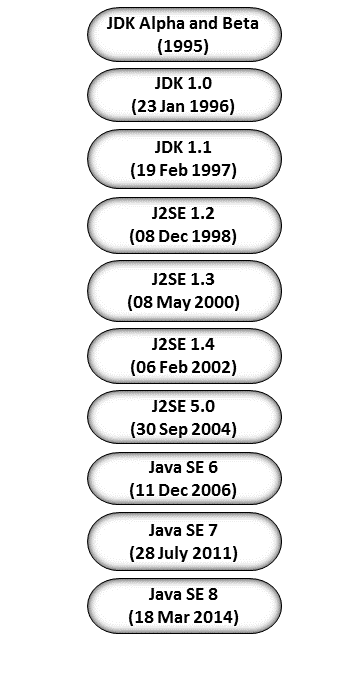 JDK Alpha and Beta
(1995)
JDK 1.0
(23 Jan 1996)
JDK 1.1
(19 Feb 1997)
J2SE 1.2
(08 Dec 1998)
J2SE 1.3
(08 May 2000)
J2SE 1.4
(06 Feb 2002)
J2SE 5.0
(30 Sep 2004)
Java SE 6
(11 Dec 2006)
Java SE 7
(28 July 2011)
Java SE 8
(18 Mar 2014)